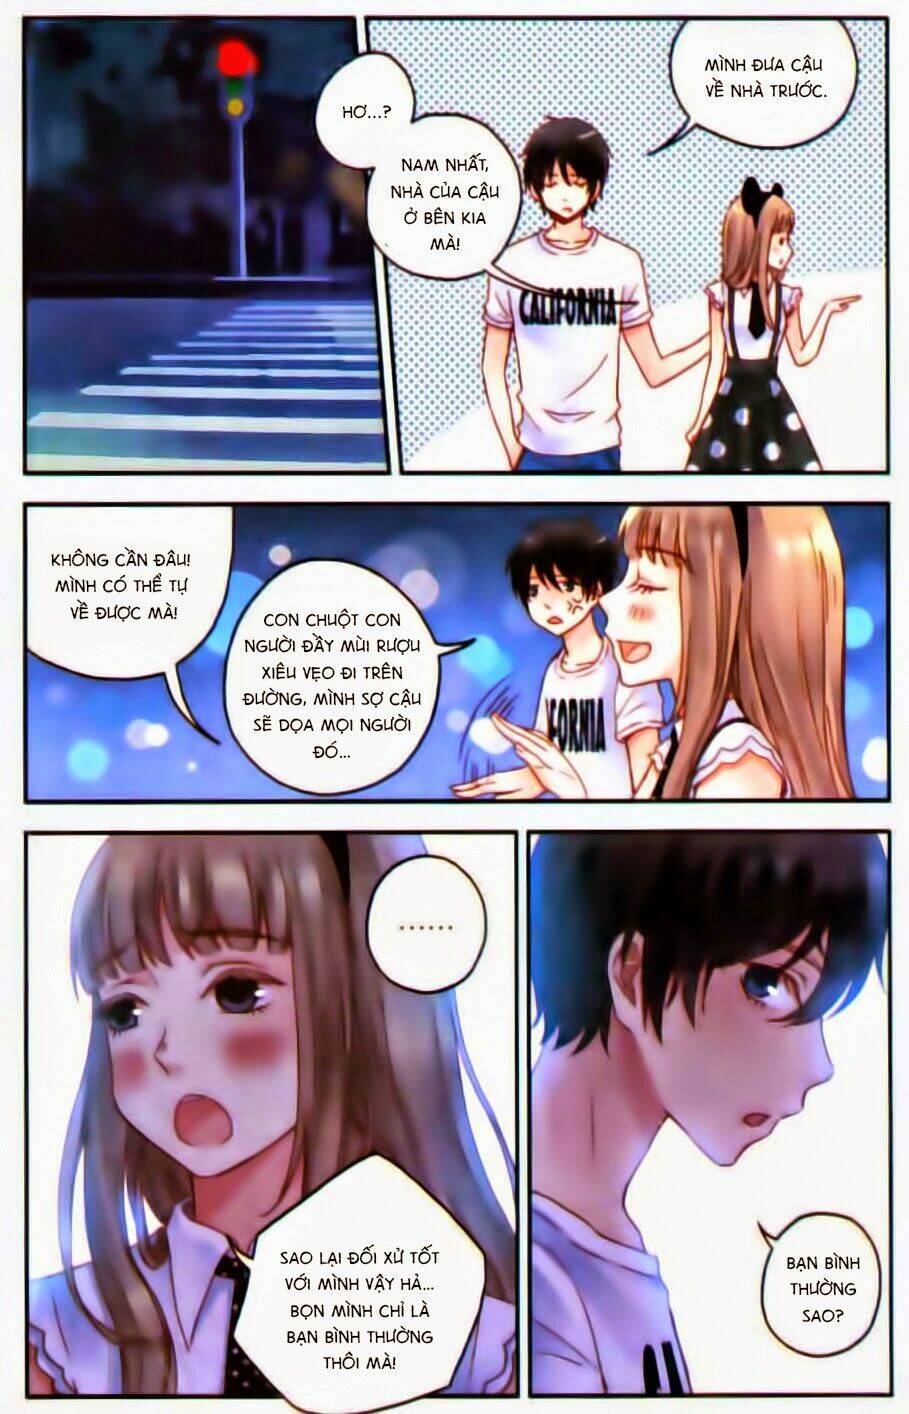 MÌNH ĐƯA CẬU
VỀ NHÀ TRƯỚC.
HƠ...?
NAM NHẤT,
NHÀ CỦA CẬU
Ở BÊN KIA
MÀ!
CALIFORNIA
KHÔNG CẦN ĐÂU!
MÌNH CÓ THỂ TỰ
VỀ ĐƯỢC MÀ!
CON CHUỘT CON
NGƯỜI ĐẦY MÙI RƯỢU
XIÊU VẸO ĐI TRÊN
ĐƯỜNG, MÌNH SỢ CẬU
SẼ DỌA MỌI NGƯỜI
ĐÓ...
IFORNIA
......
SAO LẠI ĐỐI XỬ TỐT
VỚI MÌNH VẬY HẢ...
BỌN MÌNH CHỈ LÀ
BẠN BÌNH THƯỜNG
THÔI MÀ!
BẠN BÌNH
THƯỜNG
SAO?